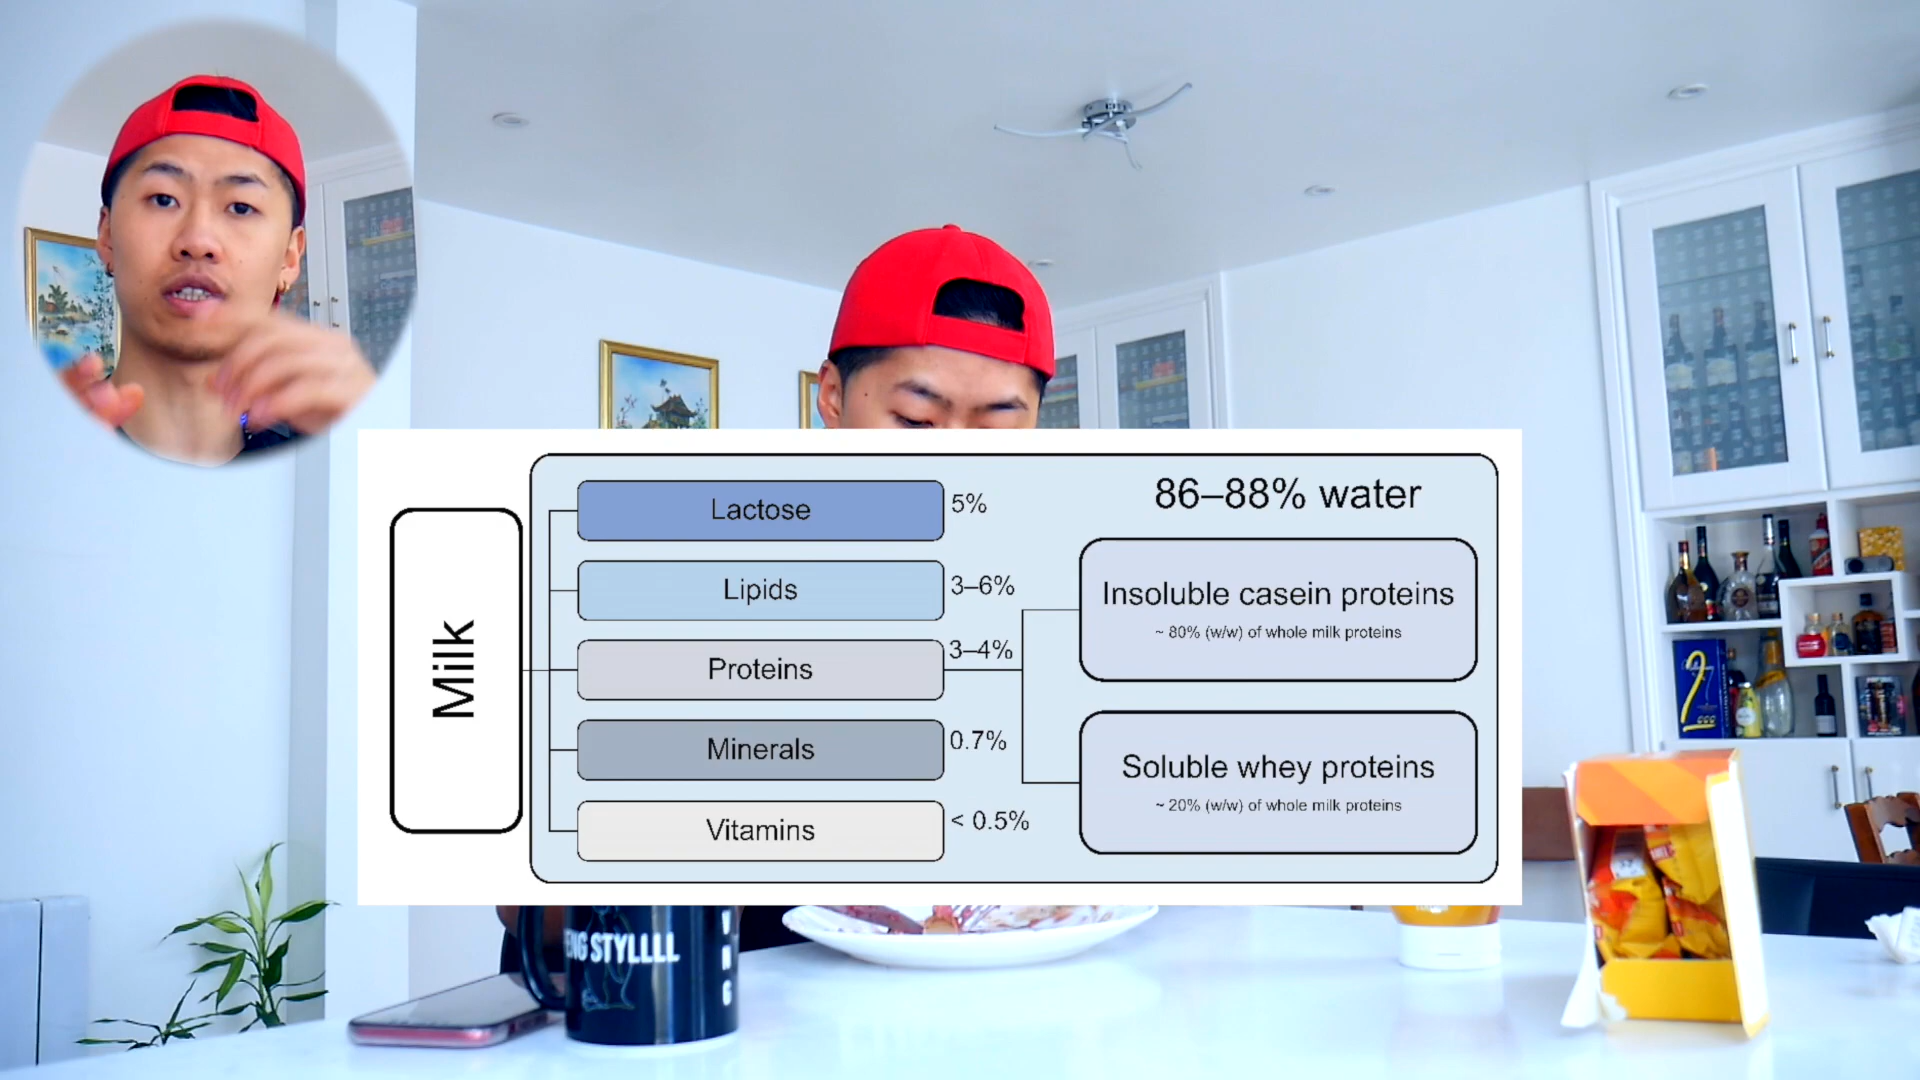 Milk
Lactose 5%
Lipids 3–6%
Proteins 3–4%
Minerals 0.7%
Vitamins < 0.5%
86–88% water
Insoluble casein proteins
~ 80% (w/w) of whole milk proteins
Soluble whey proteins
~ 20% (w/w) of whole milk proteins
ENG STYLLLL